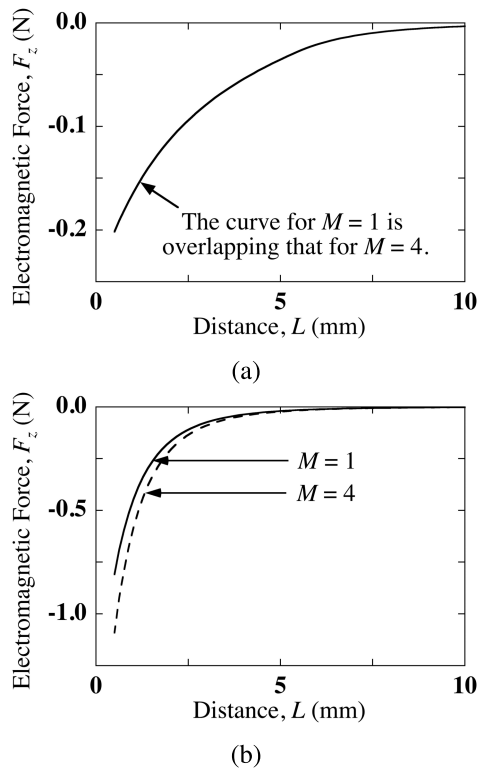 Electromagnetic Force, F_z (N)
0.0
-0.1
-0.2
The curve for M = 1 is
overlapping that for M = 4.
0 5 10
Distance, L (mm)
(a)
Electromagnetic Force, F_z (N)
0.0
-0.5
-1.0
M = 1
M = 4
0 5 10
Distance, L (mm)
(b)